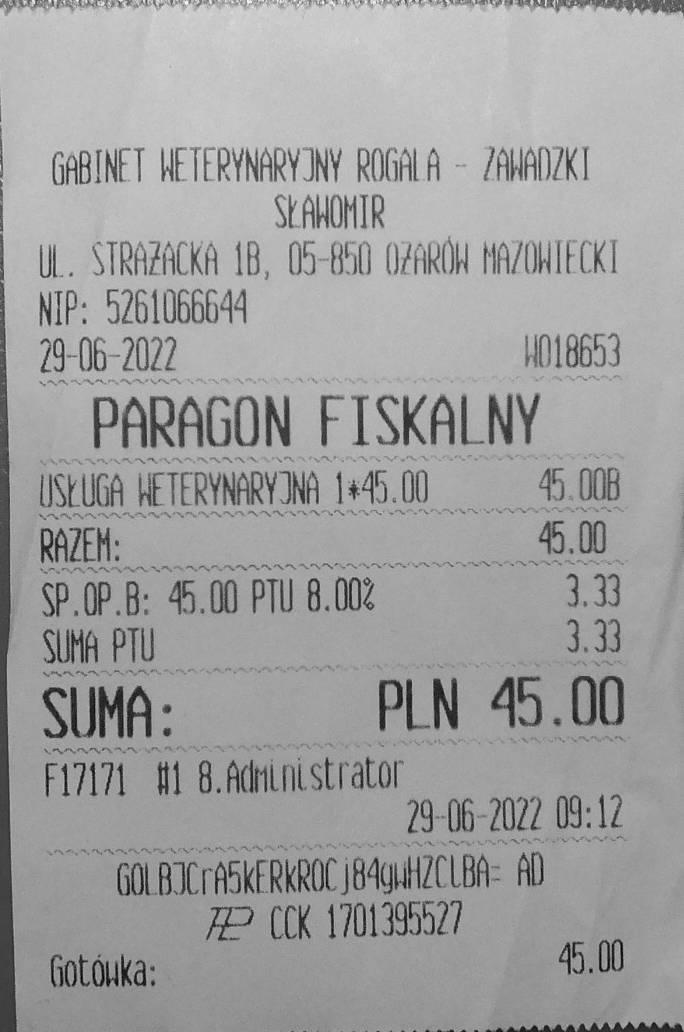 GABINET WETERYNARYJNY ROGALA - ZAWADZKI
SŁAWOMIR
UL. STRAŻACKA 1B, 05-850 OŻARÓW MAZOWIECKI
NIP: 5261066644
29-06-2022 W018653
PARAGON FISKALNY
USŁUGA WETERYNARYJNA 1*45.00 45.00B
RAZEM: 45.00
SP.OP.B: 45.00 PTU 8.00% 3.33
SUMA PTU 3.33
SUMA: PLN 45.00
F17171 #1 8.Administrator
29-06-2022 09:12
GOLBJCrA5kERkROCj84gwHZCLBA= AD
CCK 1701395527
Gotówka: 45.00